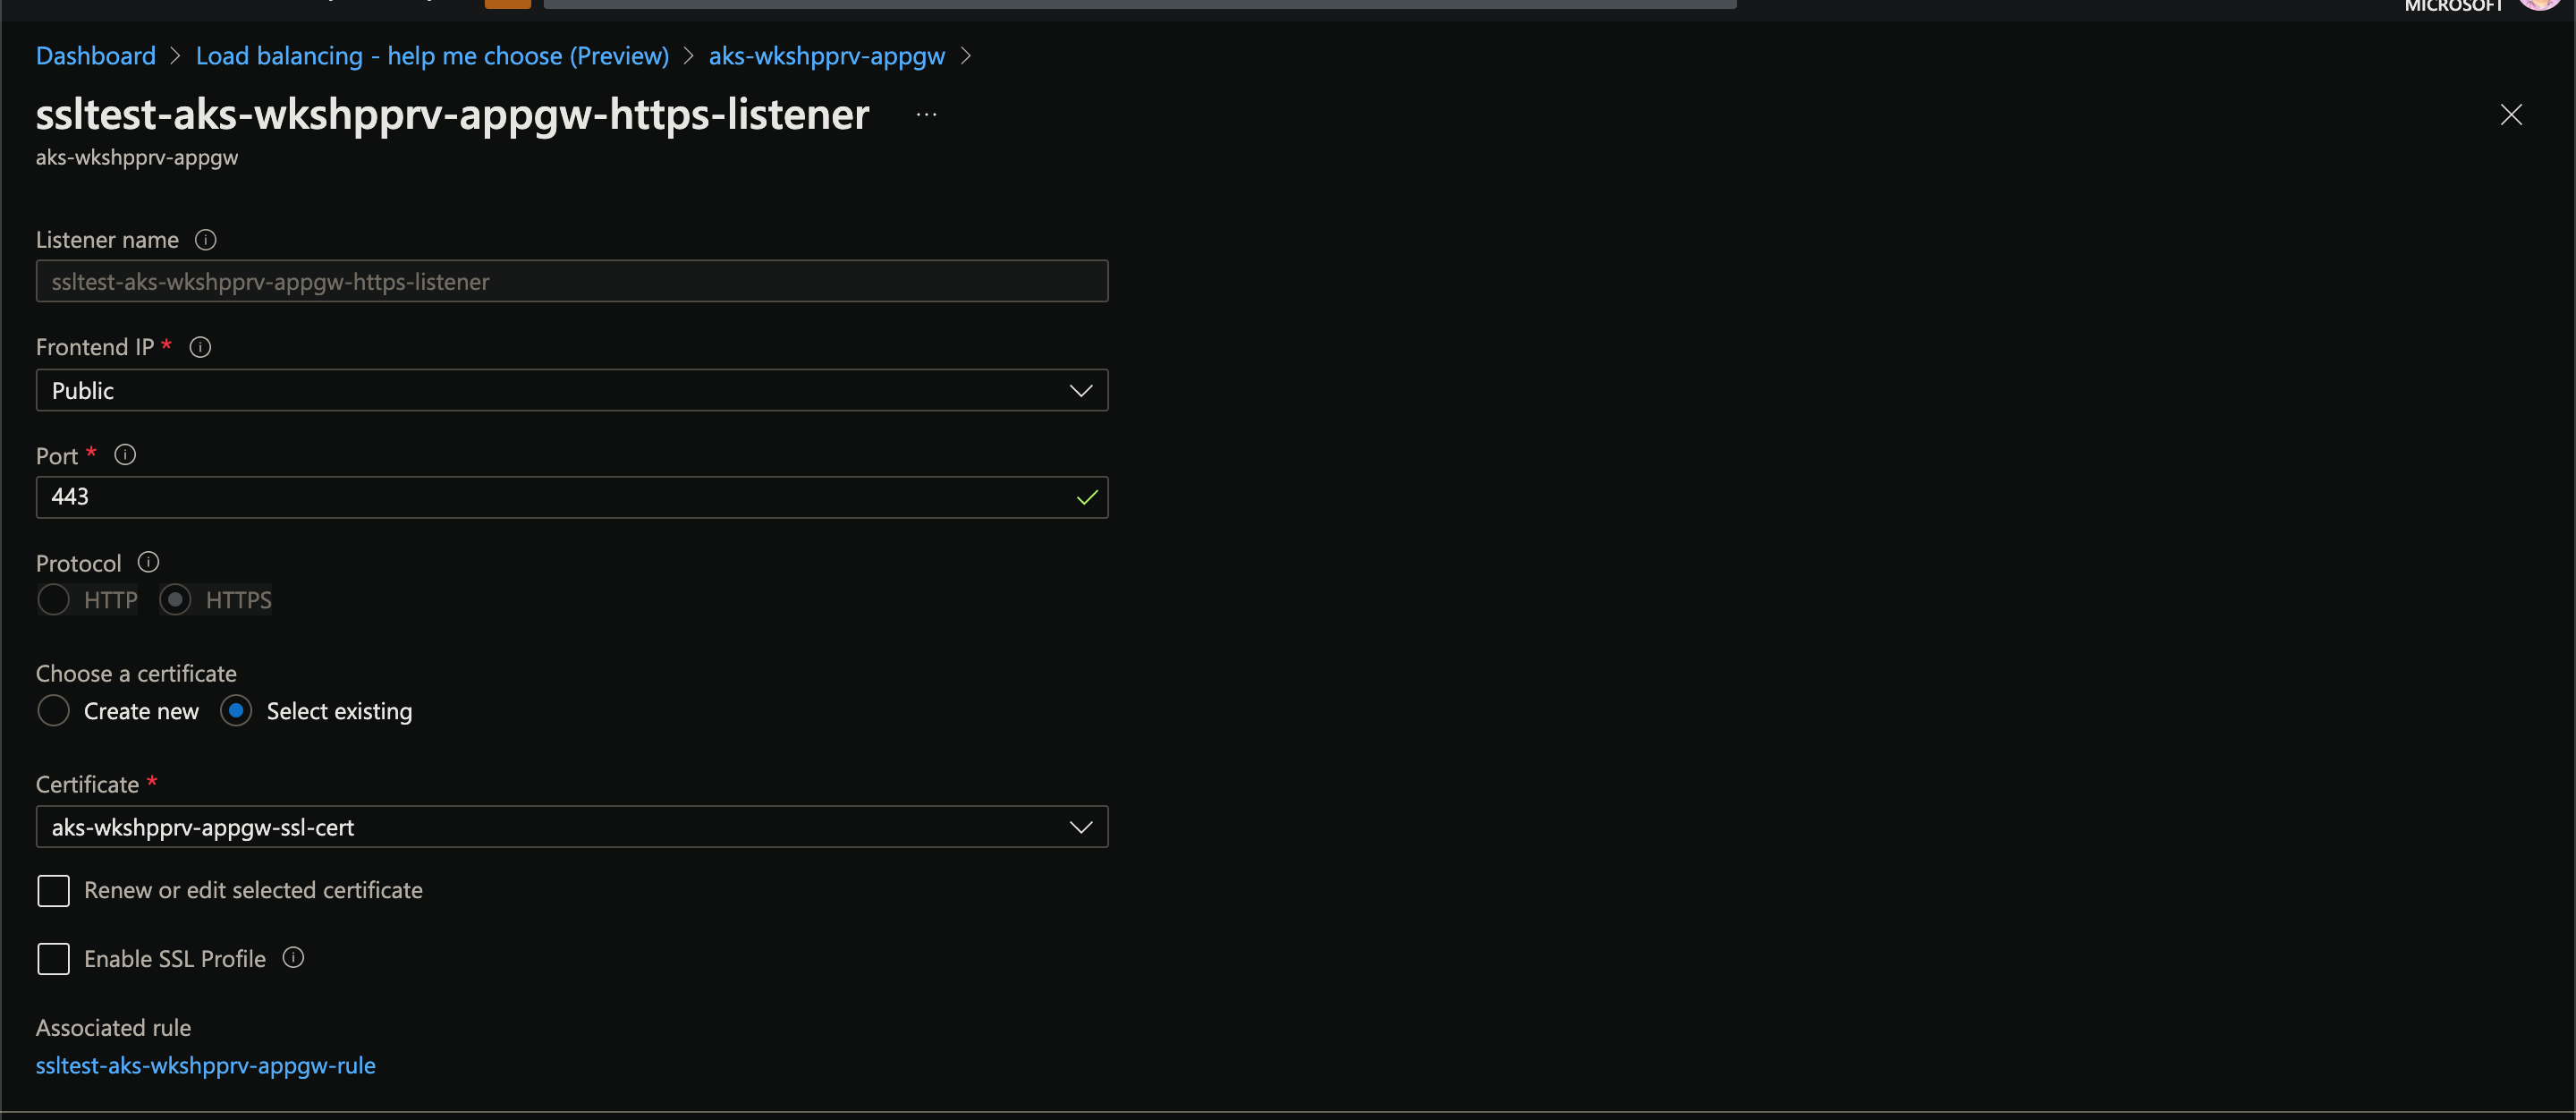 MICROSOFT
Dashboard > Load balancing - help me choose (Preview) > aks-wkshpprv-appgw >
ssltest-aks-wkshpprv-appgw-https-listener ...
aks-wkshpprv-appgw
Listener name
ssltest-aks-wkshpprv-appgw-https-listener
Frontend IP *
Public
Port *
443
Protocol
HTTP HTTPS
Choose a certificate
Create new Select existing
Certificate *
aks-wkshpprv-appgw-ssl-cert
Renew or edit selected certificate
Enable SSL Profile
Associated rule
ssltest-aks-wkshpprv-appgw-rule